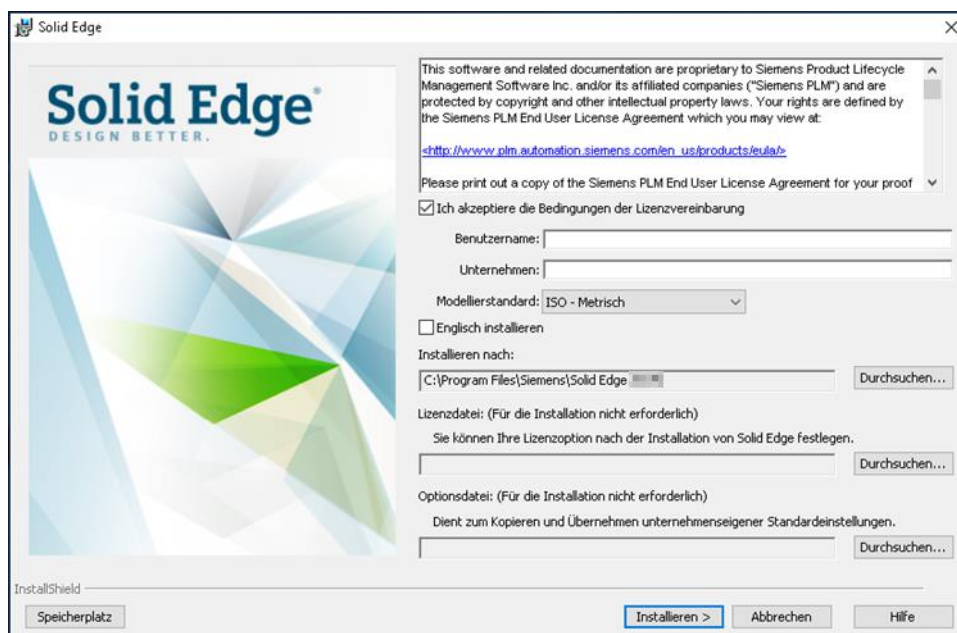 Solid Edge
Solid Edge®
DESIGN BETTER.
This software and related documentation are proprietary to Siemens Product Lifecycle
Management Software Inc. and/or its affiliated companies ("Siemens PLM") and are
protected by copyright and other intellectual property laws. Your rights are defined by
the Siemens PLM End User License Agreement which you may view at:
<http://www.plm.automation.siemens.com/en_us/products/eula/>
Please print out a copy of the Siemens PLM End User License Agreement for your proof
Ich akzeptiere die Bedingungen der Lizenzvereinbarung
Benutzername:
Unternehmen:
Modellierstandard: ISO - Metrisch
Englisch installieren
Installieren nach:
C:\Program Files\Siemens\Solid Edge
Durchsuchen...
Lizenzdatei: (Für die Installation nicht erforderlich)
Sie können Ihre Lizenzoption nach der Installation von Solid Edge festlegen.
Durchsuchen...
Optionsdatei: (Für die Installation nicht erforderlich)
Dient zum Kopieren und Übernehmen unternehmenseigener Standardeinstellungen.
Durchsuchen...
InstallShield
Speicherplatz
Installieren >
Abbrechen
Hilfe